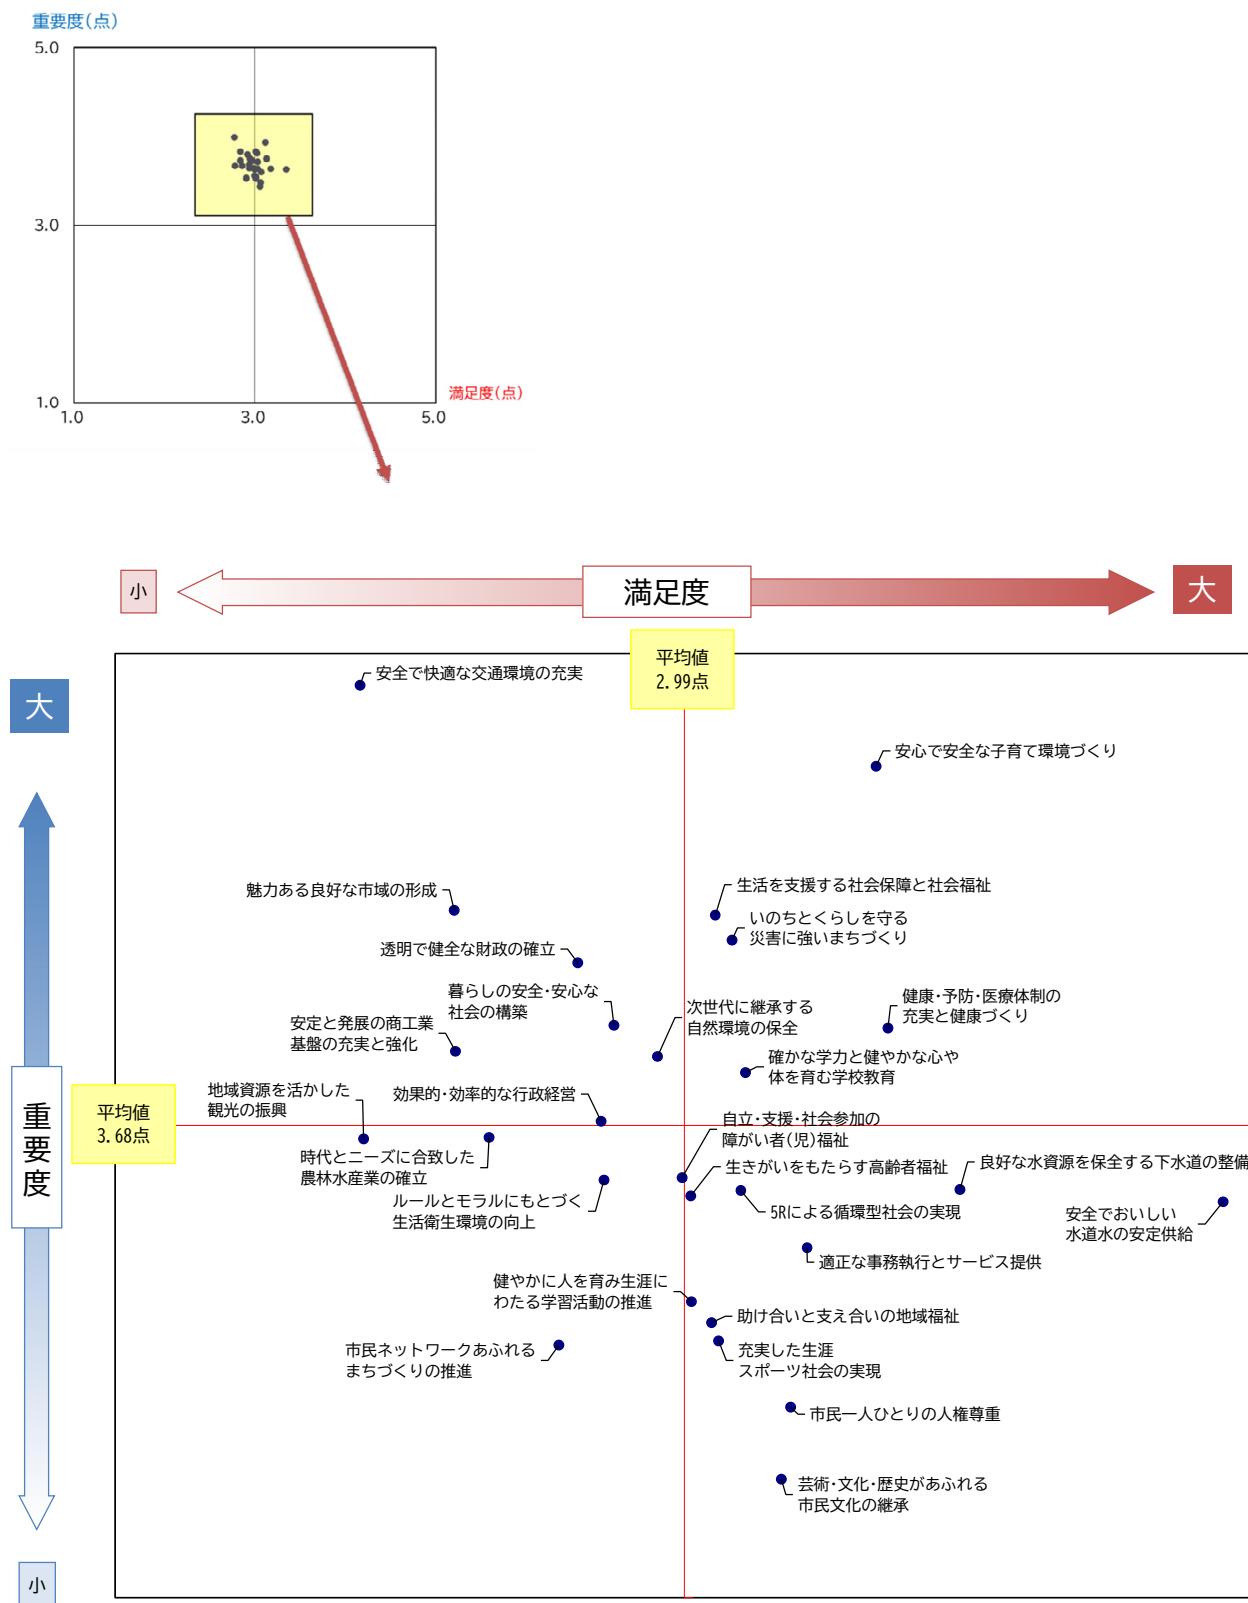 重要度(点)
5.0
3.0
1.0
1.0
3.0
5.0
満足度(点)
小
満足度
大
平均値
2.99点
大
重要度
小
平均値
3.68点
安全で快適な交通環境の充実
安心で安全な子育て環境づくり
魅力ある良好な市域の形成
生活を支援する社会保障と社会福祉
いのちとくらしを守る
災害に強いまちづくり
透明で健全な財政の確立
暮らしの安全・安心な
社会の構築
次世代に継承する
自然環境の保全
健康・予防・医療体制の
充実と健康づくり
安定と発展の商工業
基盤の充実と強化
確かな学力と健やかな心や
体を育む学校教育
地域資源を活かした
観光の振興
効果的・効率的な行政経営
自立・支援・社会参加の
障がい者(児)福祉
時代とニーズに合致した
農林水産業の確立
生きがいをもたらす高齢者福祉
良好な水資源を保全する下水道の整備
ルールとモラルにもとづく
生活衛生環境の向上
5Rによる循環型社会の実現
安全でおいしい
水道水の安定供給
適正な事務執行とサービス提供
健やかに人を育み生涯に
わたる学習活動の推進
助け合いと支え合いの地域福祉
市民ネットワークあふれる
まちづくりの推進
充実した生涯
スポーツ社会の実現
市民一人ひとりの人権尊重
芸術・文化・歴史があふれる
市民文化の継承